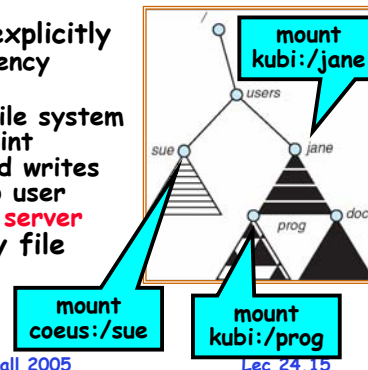 explicitly
ency
ile system
int
d writes
user
server
y file
/
users
sue
jane
prog
doc
mount
kubi:/jane
mount
coeus:/sue
mount
kubi:/prog
all 2005
Lec 24.15